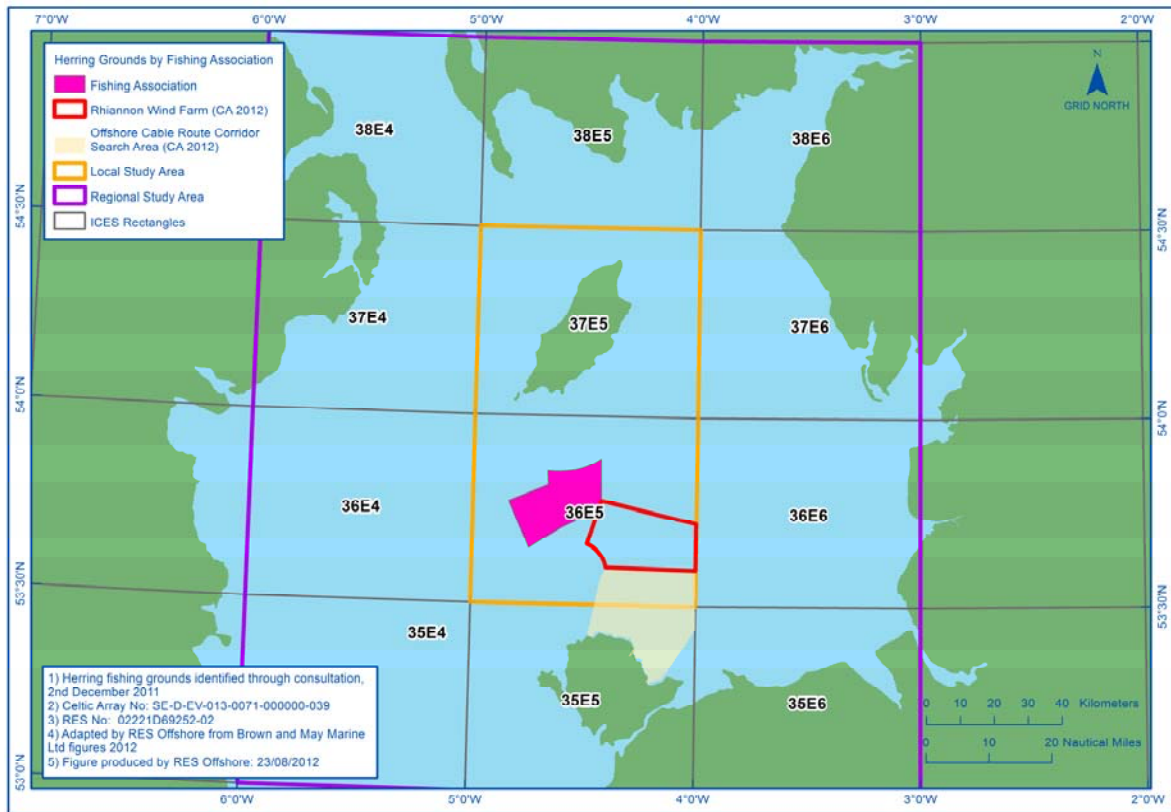 7°0'W 6°0'W 5°0'W 4°0'W 3°0'W 2°0'W
Herring Grounds by Fishing Association
Fishing Association
Rhiannon Wind Farm (CA 2012)
Offshore Cable Route Corridor
Search Area (CA 2012)
Local Study Area
Regional Study Area
ICES Rectangles
N
GRID NORTH
38E4 38E5 38E6
54°30'N 54°30'N
37E4 37E5 37E6
54°0'N 54°0'N
36E4 36E5 36E6
53°30'N 53°30'N
35E4
35E5 35E6
1) Herring fishing grounds identified through consultation,
2nd December 2011
2) Celtic Array No: SE-D-EV-013-0071-000000-039
3) RES No: 02221D69252-02
4) Adapted by RES Offshore from Brown and May Marine
Ltd figures 2012
5) Figure produced by RES Offshore: 23/08/2012
0 10 20 30 40 Kilometers
0 10 20 Nautical Miles
53°0'N
6°0'W 5°0'W 4°0'W 3°0'W 2°0'W